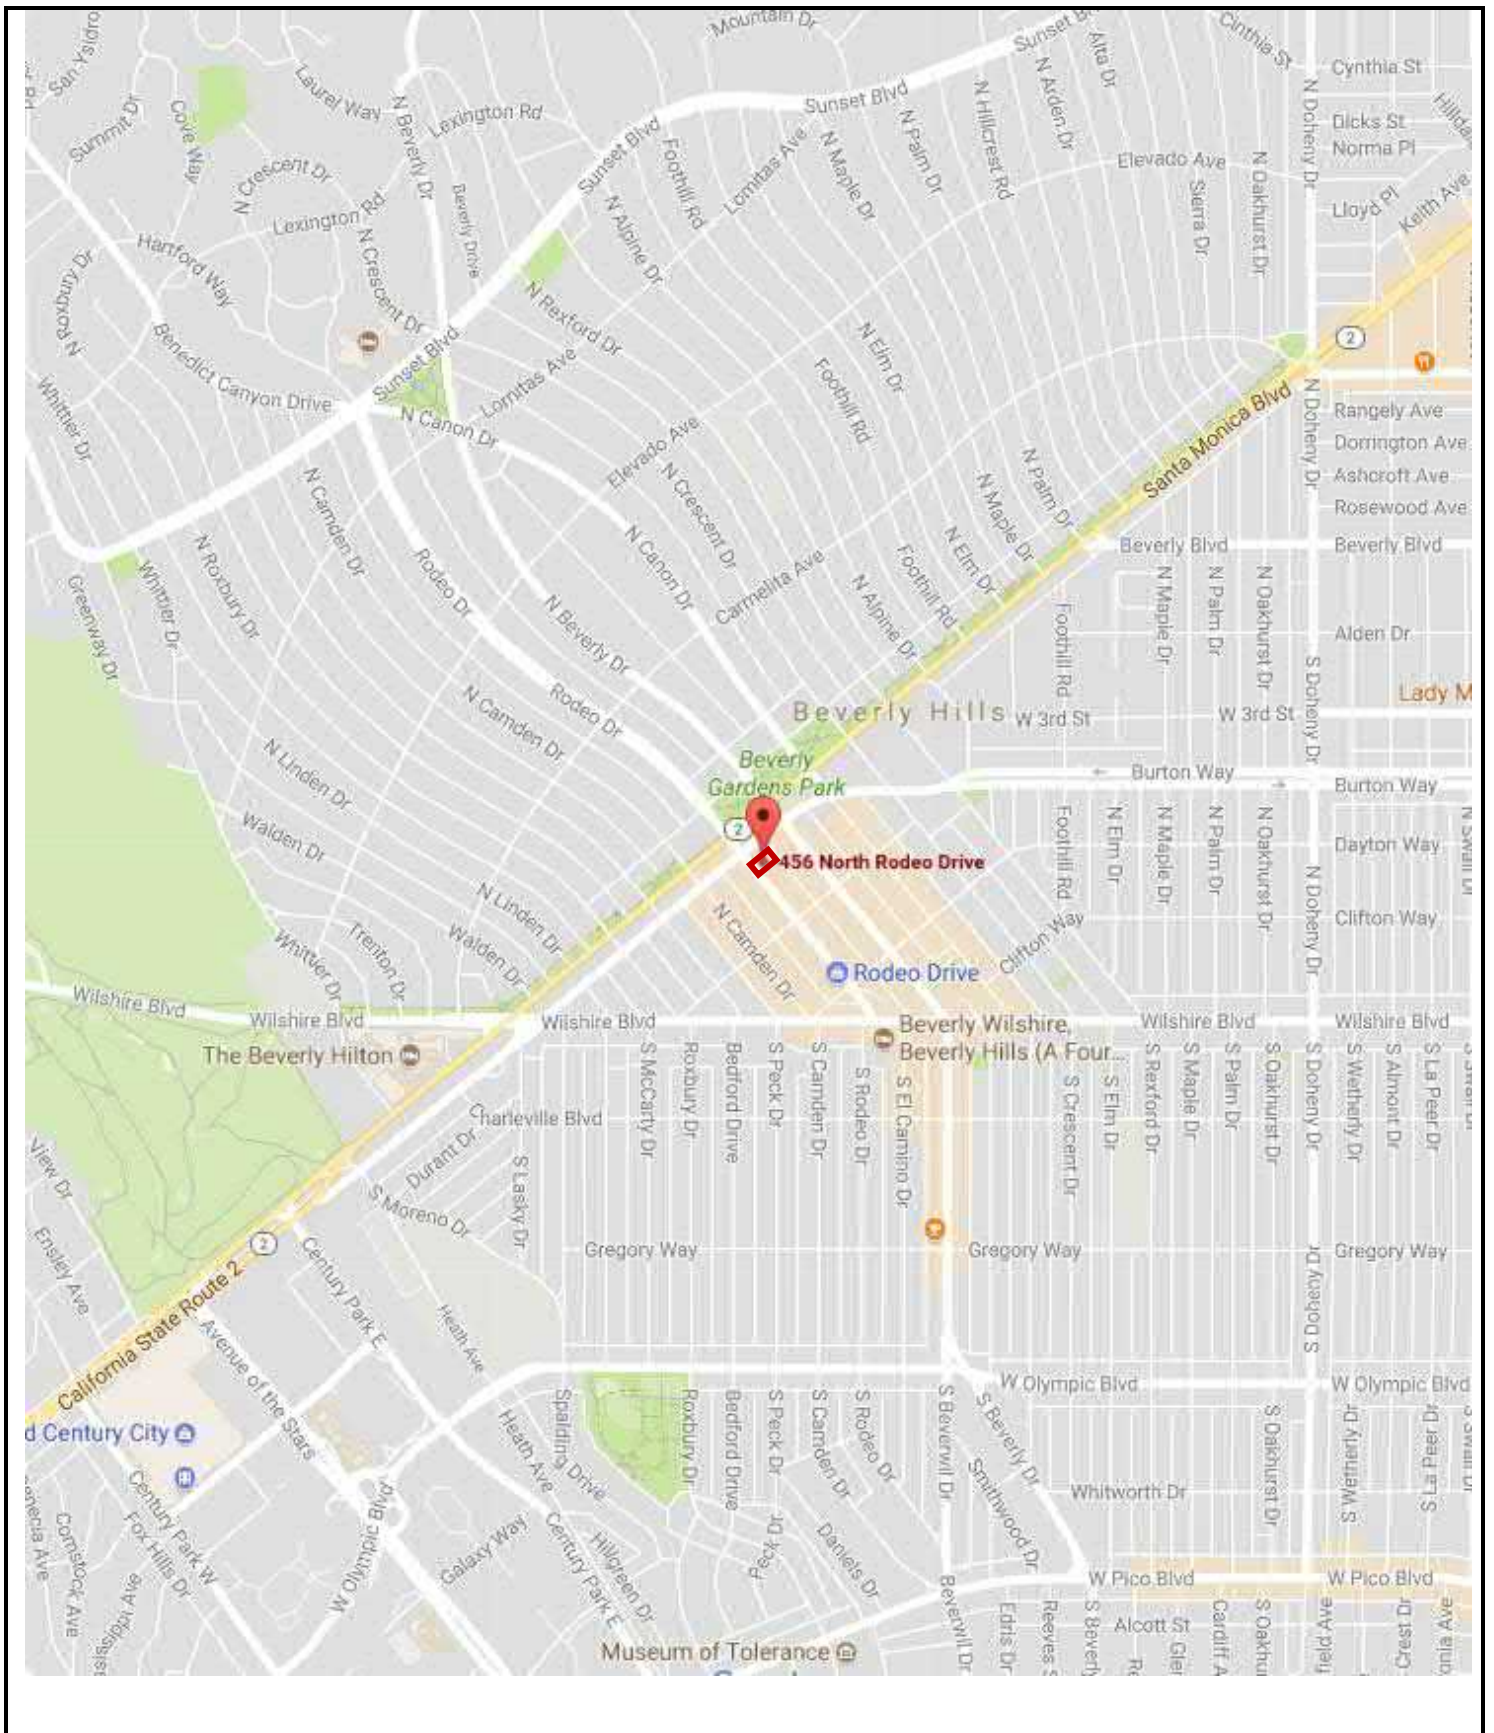 Mountain Dr
Sunset Bl
Cinthia St
Alta Dr
N Arden Dr
Cynthia St
San Ysidro
Laurel Way
Summit Dr
Cove Way
N Beverly Dr
Lexington Rd
Sunset Blvd
N Hillcrest Rd
N Doheny Dr
Dicks St
Norma Pl
Sunset Blvd
Foothill Rd
Lomitas Ave
N Maple Dr
N Palm Dr
Elevado Ave
Sierra Dr
N Oakhurst Dr
Lloyd Pl
Keith Ave
N Crescent Dr
Lexington Rd
Beverly Drive
N Alpine Dr
Hartford Way
N Crescent Dr
N Roxbury Dr
N Rexford Dr
N Elm Dr
2
Benedict Canyon Drive
Sunset Blvd
Lomitas Ave
Foothill Rd
Whittier Dr
N Canon Dr
Santa Monica Blvd
N Doheny Dr
Rangely Ave
Dorrington Ave
Ashcroft Ave
Rosewood Ave
Elevado Ave
N Crescent Dr
N Camden Dr
N Palm Dr
N Maple Dr
Beverly Blvd
Beverly Blvd
N Roxbury Dr
Rodeo Dr
N Canon Dr
Carmelita Ave
N Elm Dr
Foothill Rd
N Alpine Dr
Whittier Dr
Greenway Dr
N Beverly Dr
Foothill Rd
N Maple Dr
N Palm Dr
N Oakhurst Dr
Alden Dr
S Doheny Dr
Lady M
Rodeo Dr
N Camden Dr
Beverly Hills
W 3rd St
W 3rd St
N Linden Dr
Beverly
Gardens Park
Burton Way
Burton Way
Walden Dr
2
456 North Rodeo Drive
Foothill Rd
N Elm Dr
N Maple Dr
N Palm Dr
N Oakhurst Dr
Dayton Way
N Swall Dr
N Doheny Dr
Clifton Way
N Linden Dr
Walden Dr
N Camden Dr
Clifton Way
Whittier Dr
Trenton Dr
Rodeo Drive
Wilshire Blvd
Wilshire Blvd
Wilshire Blvd
Wilshire Blvd
Wilshire Blvd
The Beverly Hilton
Beverly Wilshire,
Beverly Hills (A Four...
S McCarty Dr
Roxbury Dr
Bedford Drive
S Peck Dr
S Camden Dr
S Rodeo Dr
S El Camino Dr
S Crescent Dr
S Elm Dr
S Rexford Dr
S Maple Dr
S Palm Dr
S Oakhurst Dr
S Doheny Dr
S Wetherly Dr
S Almont Dr
S La Peer Dr
Charleville Blvd
Durant Dr
S Lasky Dr
S Moreno Dr
View Dr
Ensley Ave
2
Century Park E
Gregory Way
Gregory Way
Gregory Way
S Doheny Dr
California State Route 2
Avenue of the Stars
Heath Ave
W Olympic Blvd
W Olympic Blvd
d Century City
Heath Ave
Spalding Drive
Roxbury Dr
Bedford Drive
S Peck Dr
S Camden Dr
S Rodeo Dr
S Beverwil Dr
S Beverly Dr
Smithwood Dr
Whitworth Dr
S Oakhurst Dr
S Wetherly Dr
S La Peer Dr
Century Park W
Fox Hills Dr
W Olympic Blvd
Galaxy Way
Century Park E
Hillgreen Dr
Peck Dr
Daniels Dr
Comstock Ave
W Pico Blvd
W Pico Blvd
Beverwil Dr
Edris Dr
Reeves S
S Beverly
Alcott St
Cardiff A
S Oakhu
Crest Dr
Museum of Tolerance